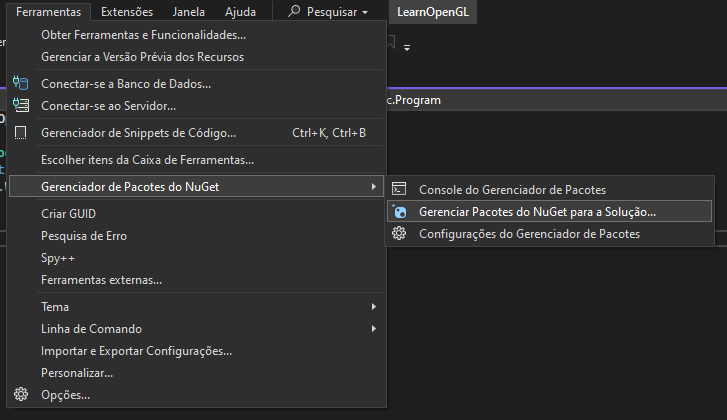 Ferramentas Extensões Janela Ajuda Pesquisar LearnOpenGL
Obter Ferramentas e Funcionalidades...
Gerenciar a Versão Prévia dos Recursos
Conectar-se a Banco de Dados...
Conectar-se ao Servidor...
c.Program
Gerenciador de Snippets de Código... Ctrl+K, Ctrl+B
Escolher itens da Caixa de Ferramentas...
Gerenciador de Pacotes do NuGet
Console do Gerenciador de Pacotes
Gerenciar Pacotes do NuGet para a Solução...
Configurações do Gerenciador de Pacotes
Criar GUID
Pesquisa de Erro
Spy++
Ferramentas externas...
Tema
Linha de Comando
Importar e Exportar Configurações...
Personalizar...
Opções...